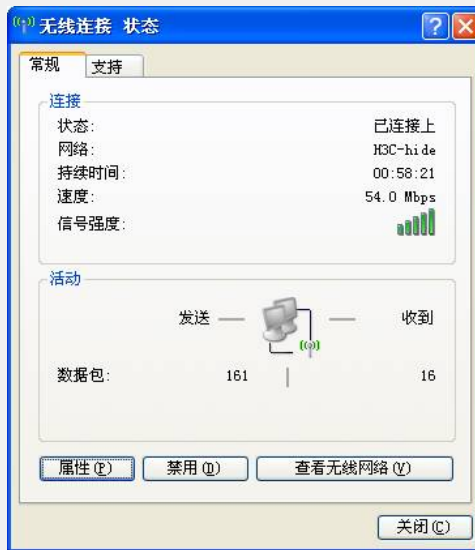 无线连接 状态
常规 支持
连接
状态: 已连接上
网络: H3C-hide
持续时间: 00:58:21
速度: 54.0 Mbps
信号强度:
活动
发送 — — 收到
数据包: 161 | 16
属性(P) 禁用(D) 查看无线网络(V)
关闭(C)